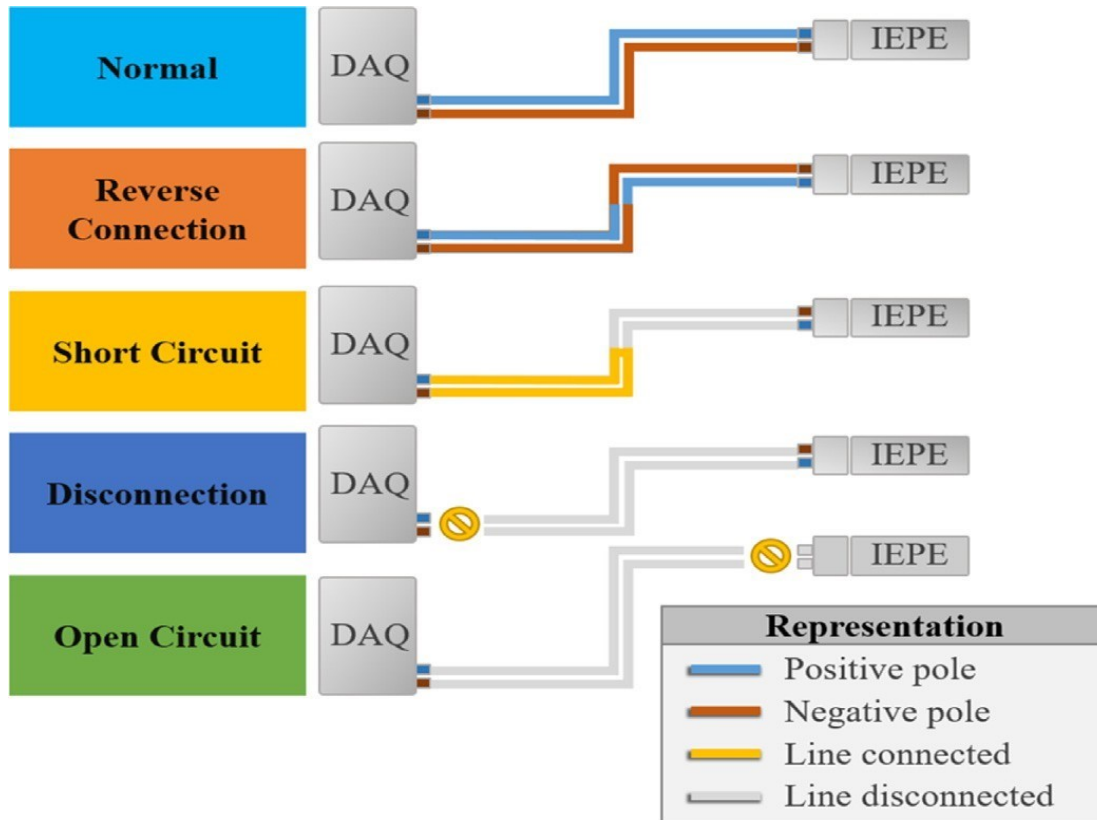 Normal
DAQ
IEPE
Reverse
Connection
DAQ
IEPE
Short Circuit
DAQ
IEPE
Disconnection
DAQ
IEPE
Open Circuit
DAQ
IEPE
Representation
Positive pole
Negative pole
Line connected
Line disconnected